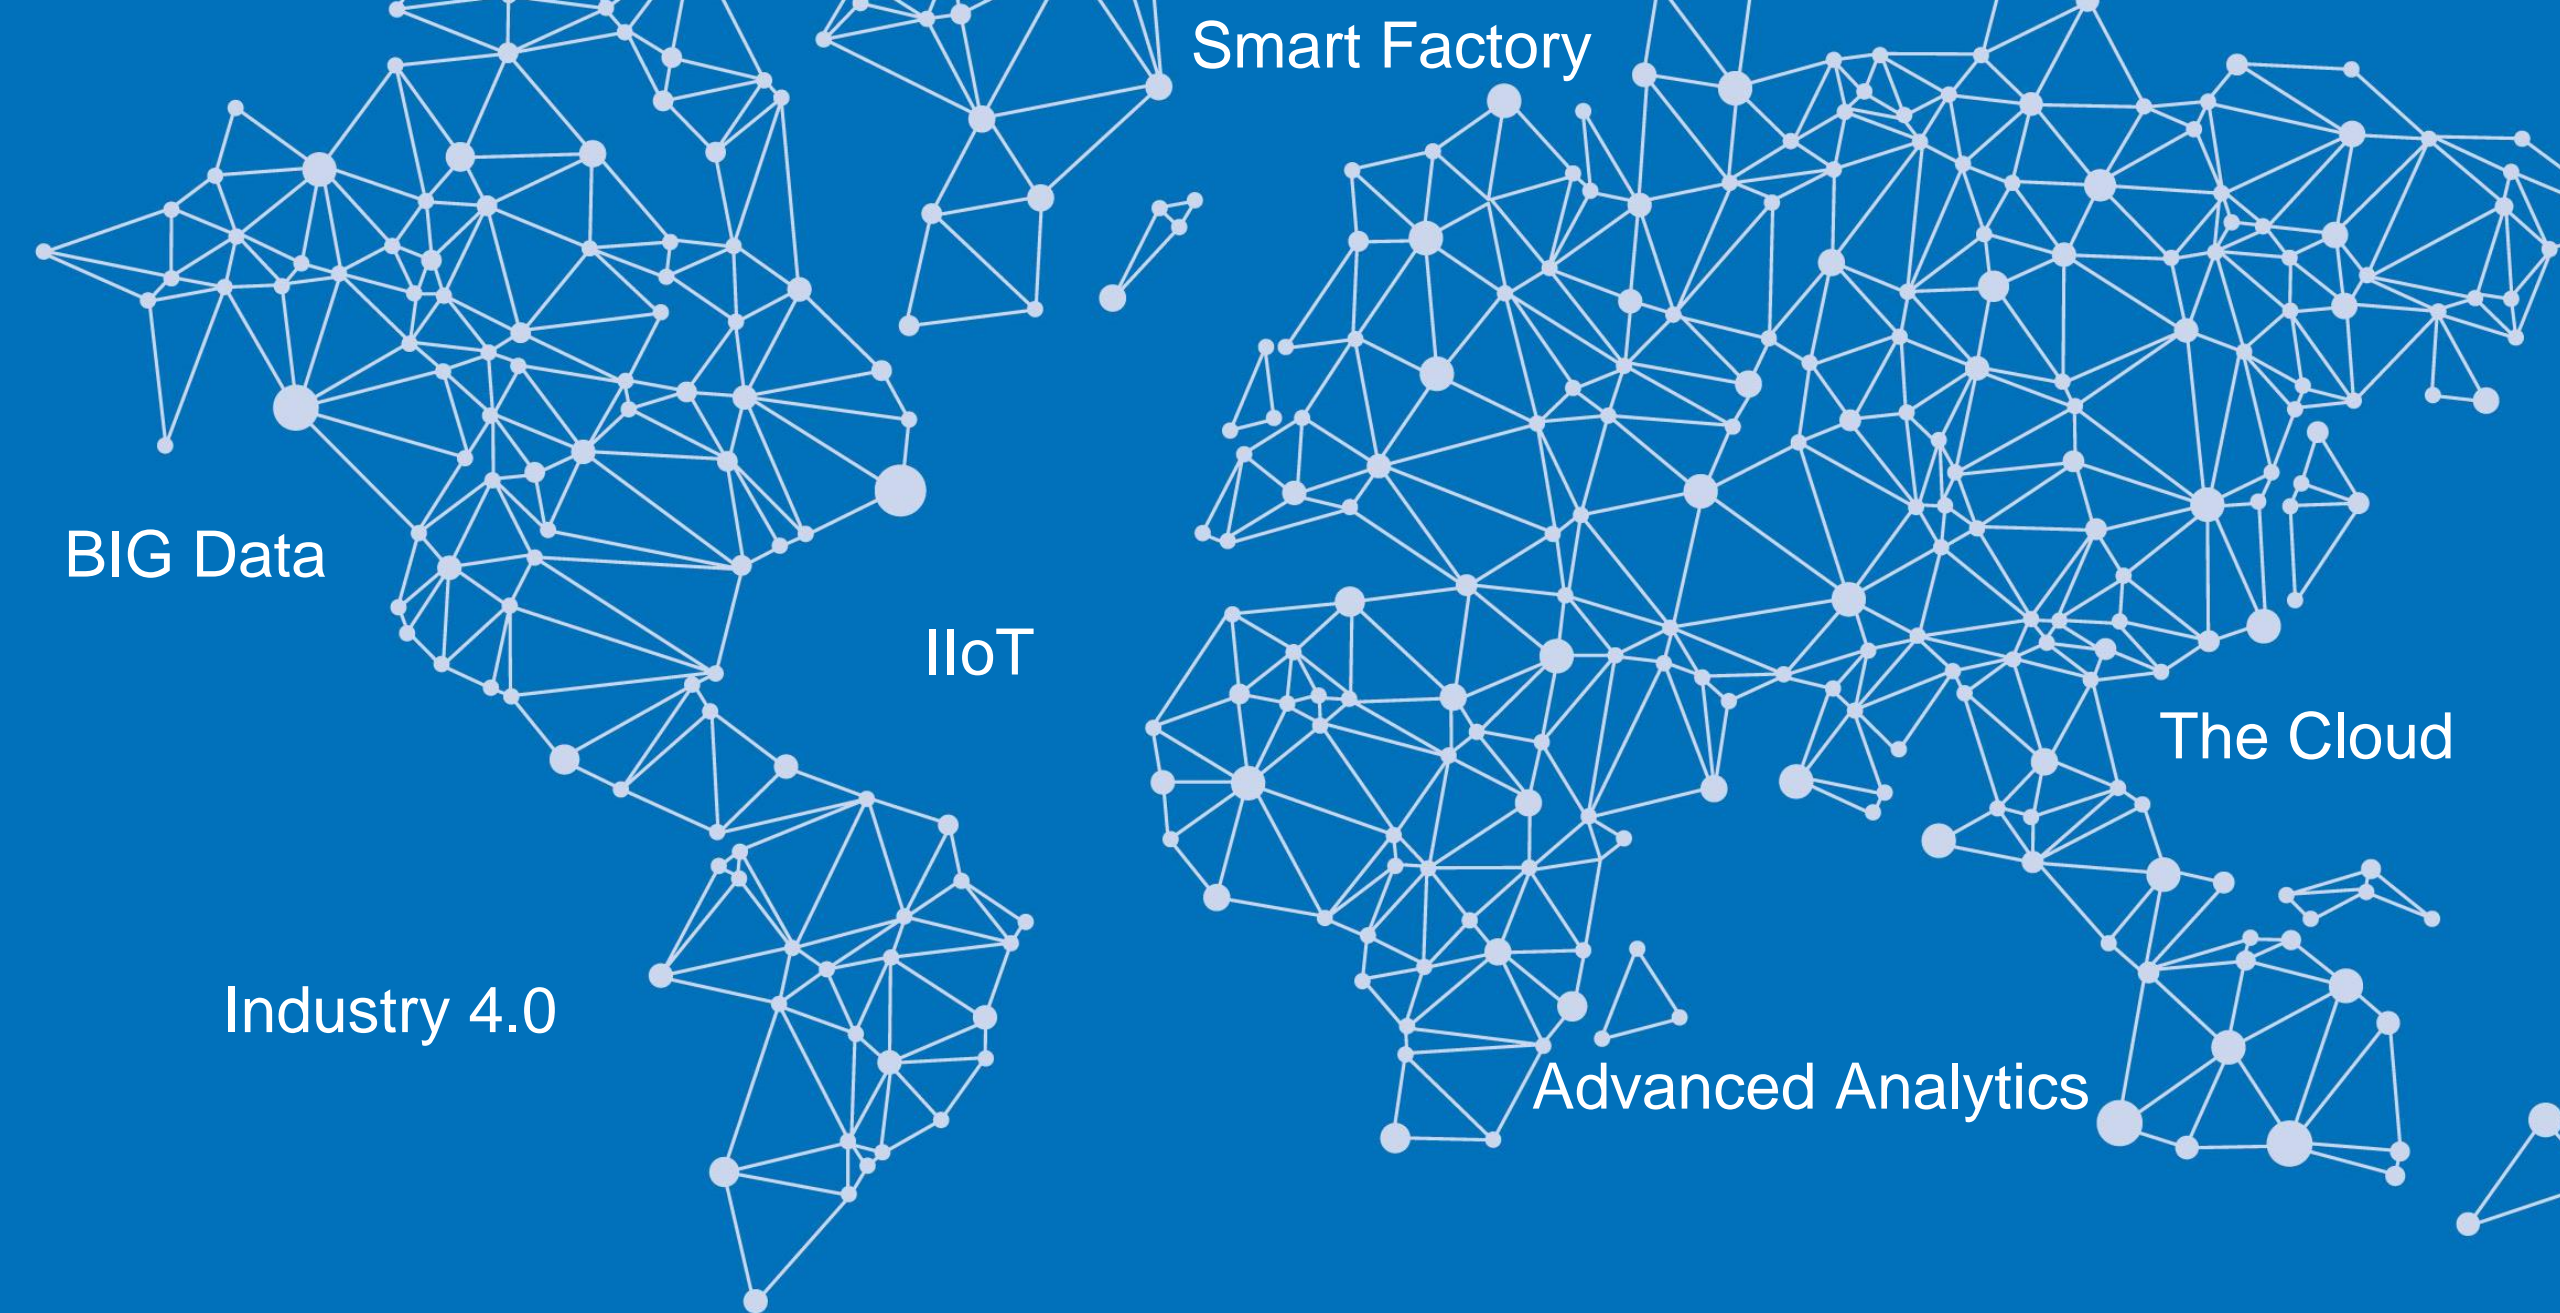 Smart Factory
BIG Data
IIoT
The Cloud
Industry 4.0
Advanced Analytics